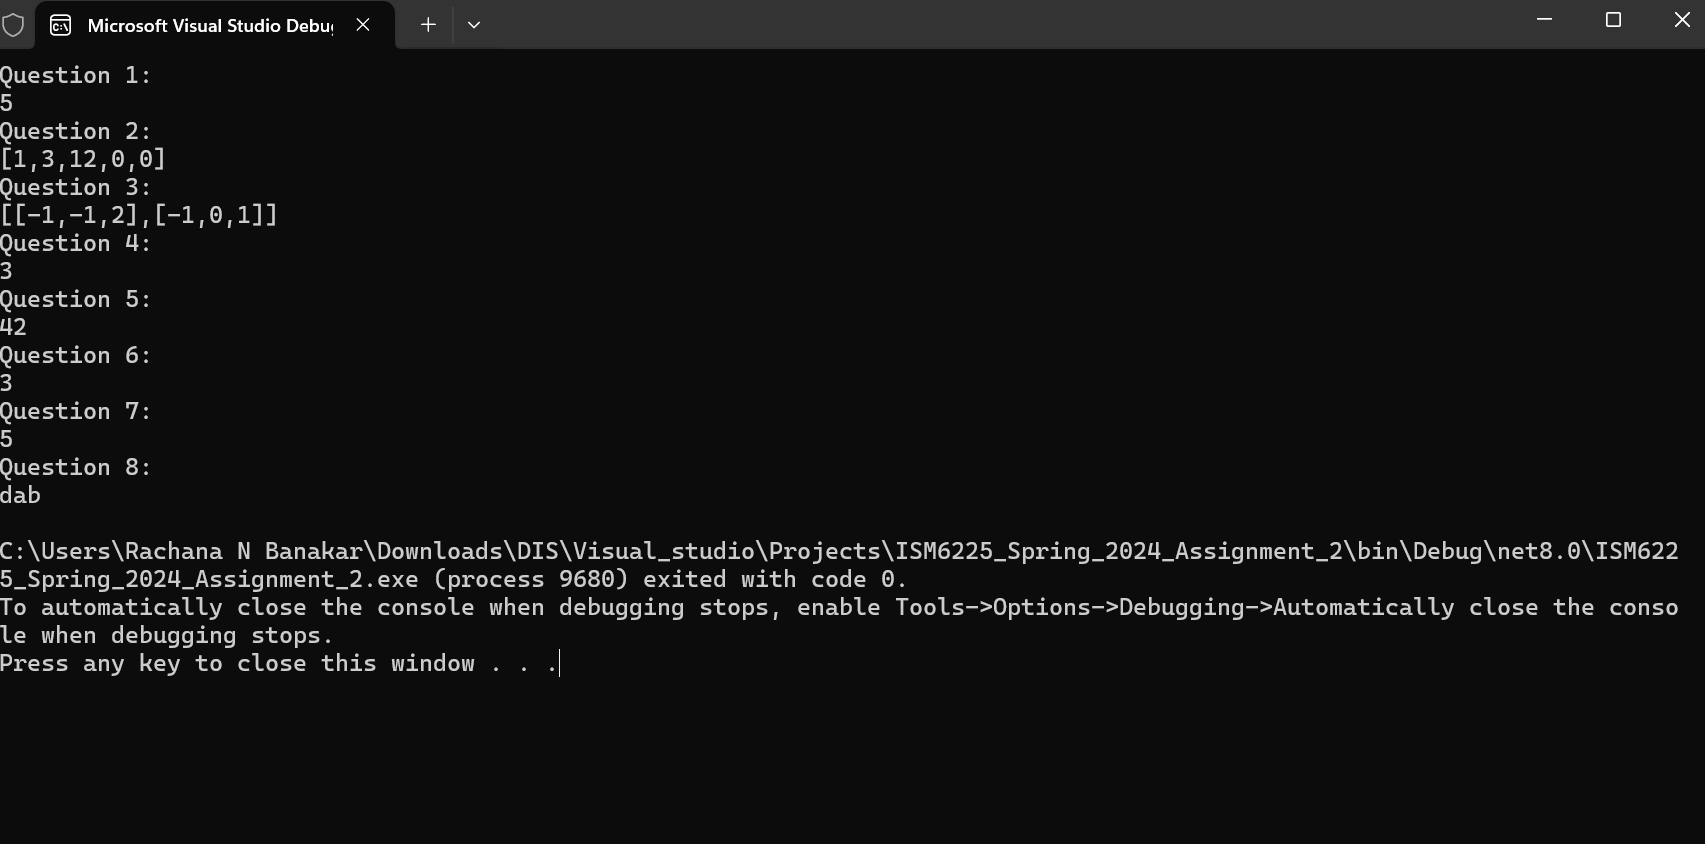 Microsoft Visual Studio Debu
Question 1:
5
Question 2:
[1,3,12,0,0]
Question 3:
[[-1,-1,2],[-1,0,1]]
Question 4:
3
Question 5:
42
Question 6:
3
Question 7:
5
Question 8:
dab
C:\Users\Rachana N Banakar\Downloads\DIS\Visual_studio\Projects\ISM6225_Spring_2024_Assignment_2\bin\Debug\net8.0\ISM622
5_Spring_2024_Assignment_2.exe (process 9680) exited with code 0.
To automatically close the console when debugging stops, enable Tools->Options->Debugging->Automatically close the conso
le when debugging stops.
Press any key to close this window . . .